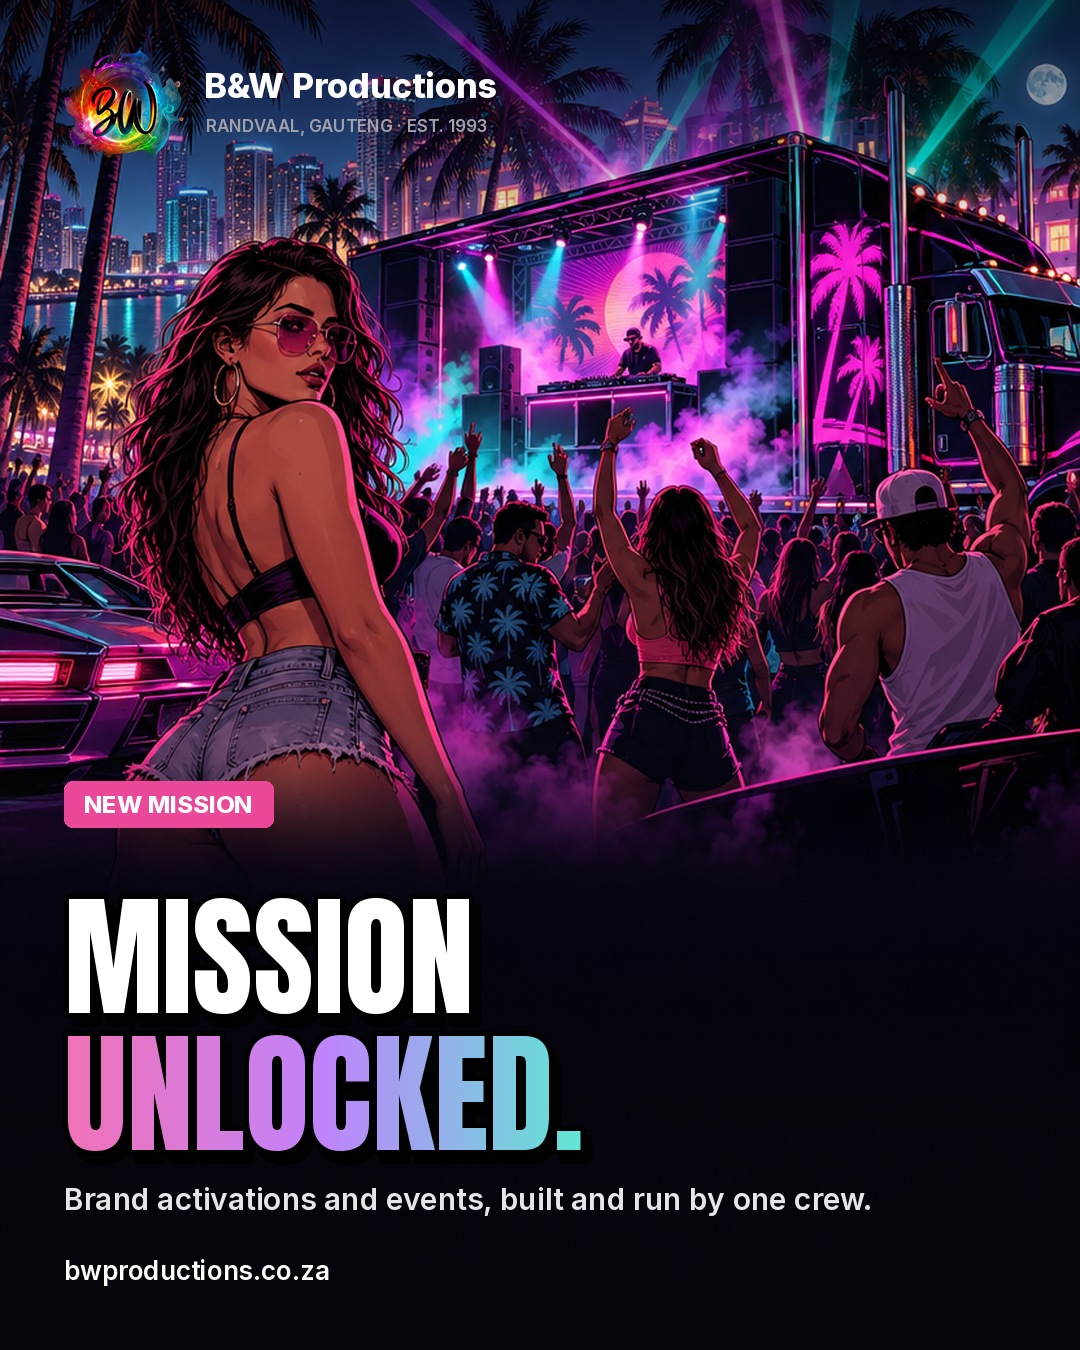 BW
B&W Productions
RANDVAAL, GAUTENG · EST. 1993
NEW MISSION
MISSION
UNLOCKED.
Brand activations and events, built and run by one crew.
bwproductions.co.za